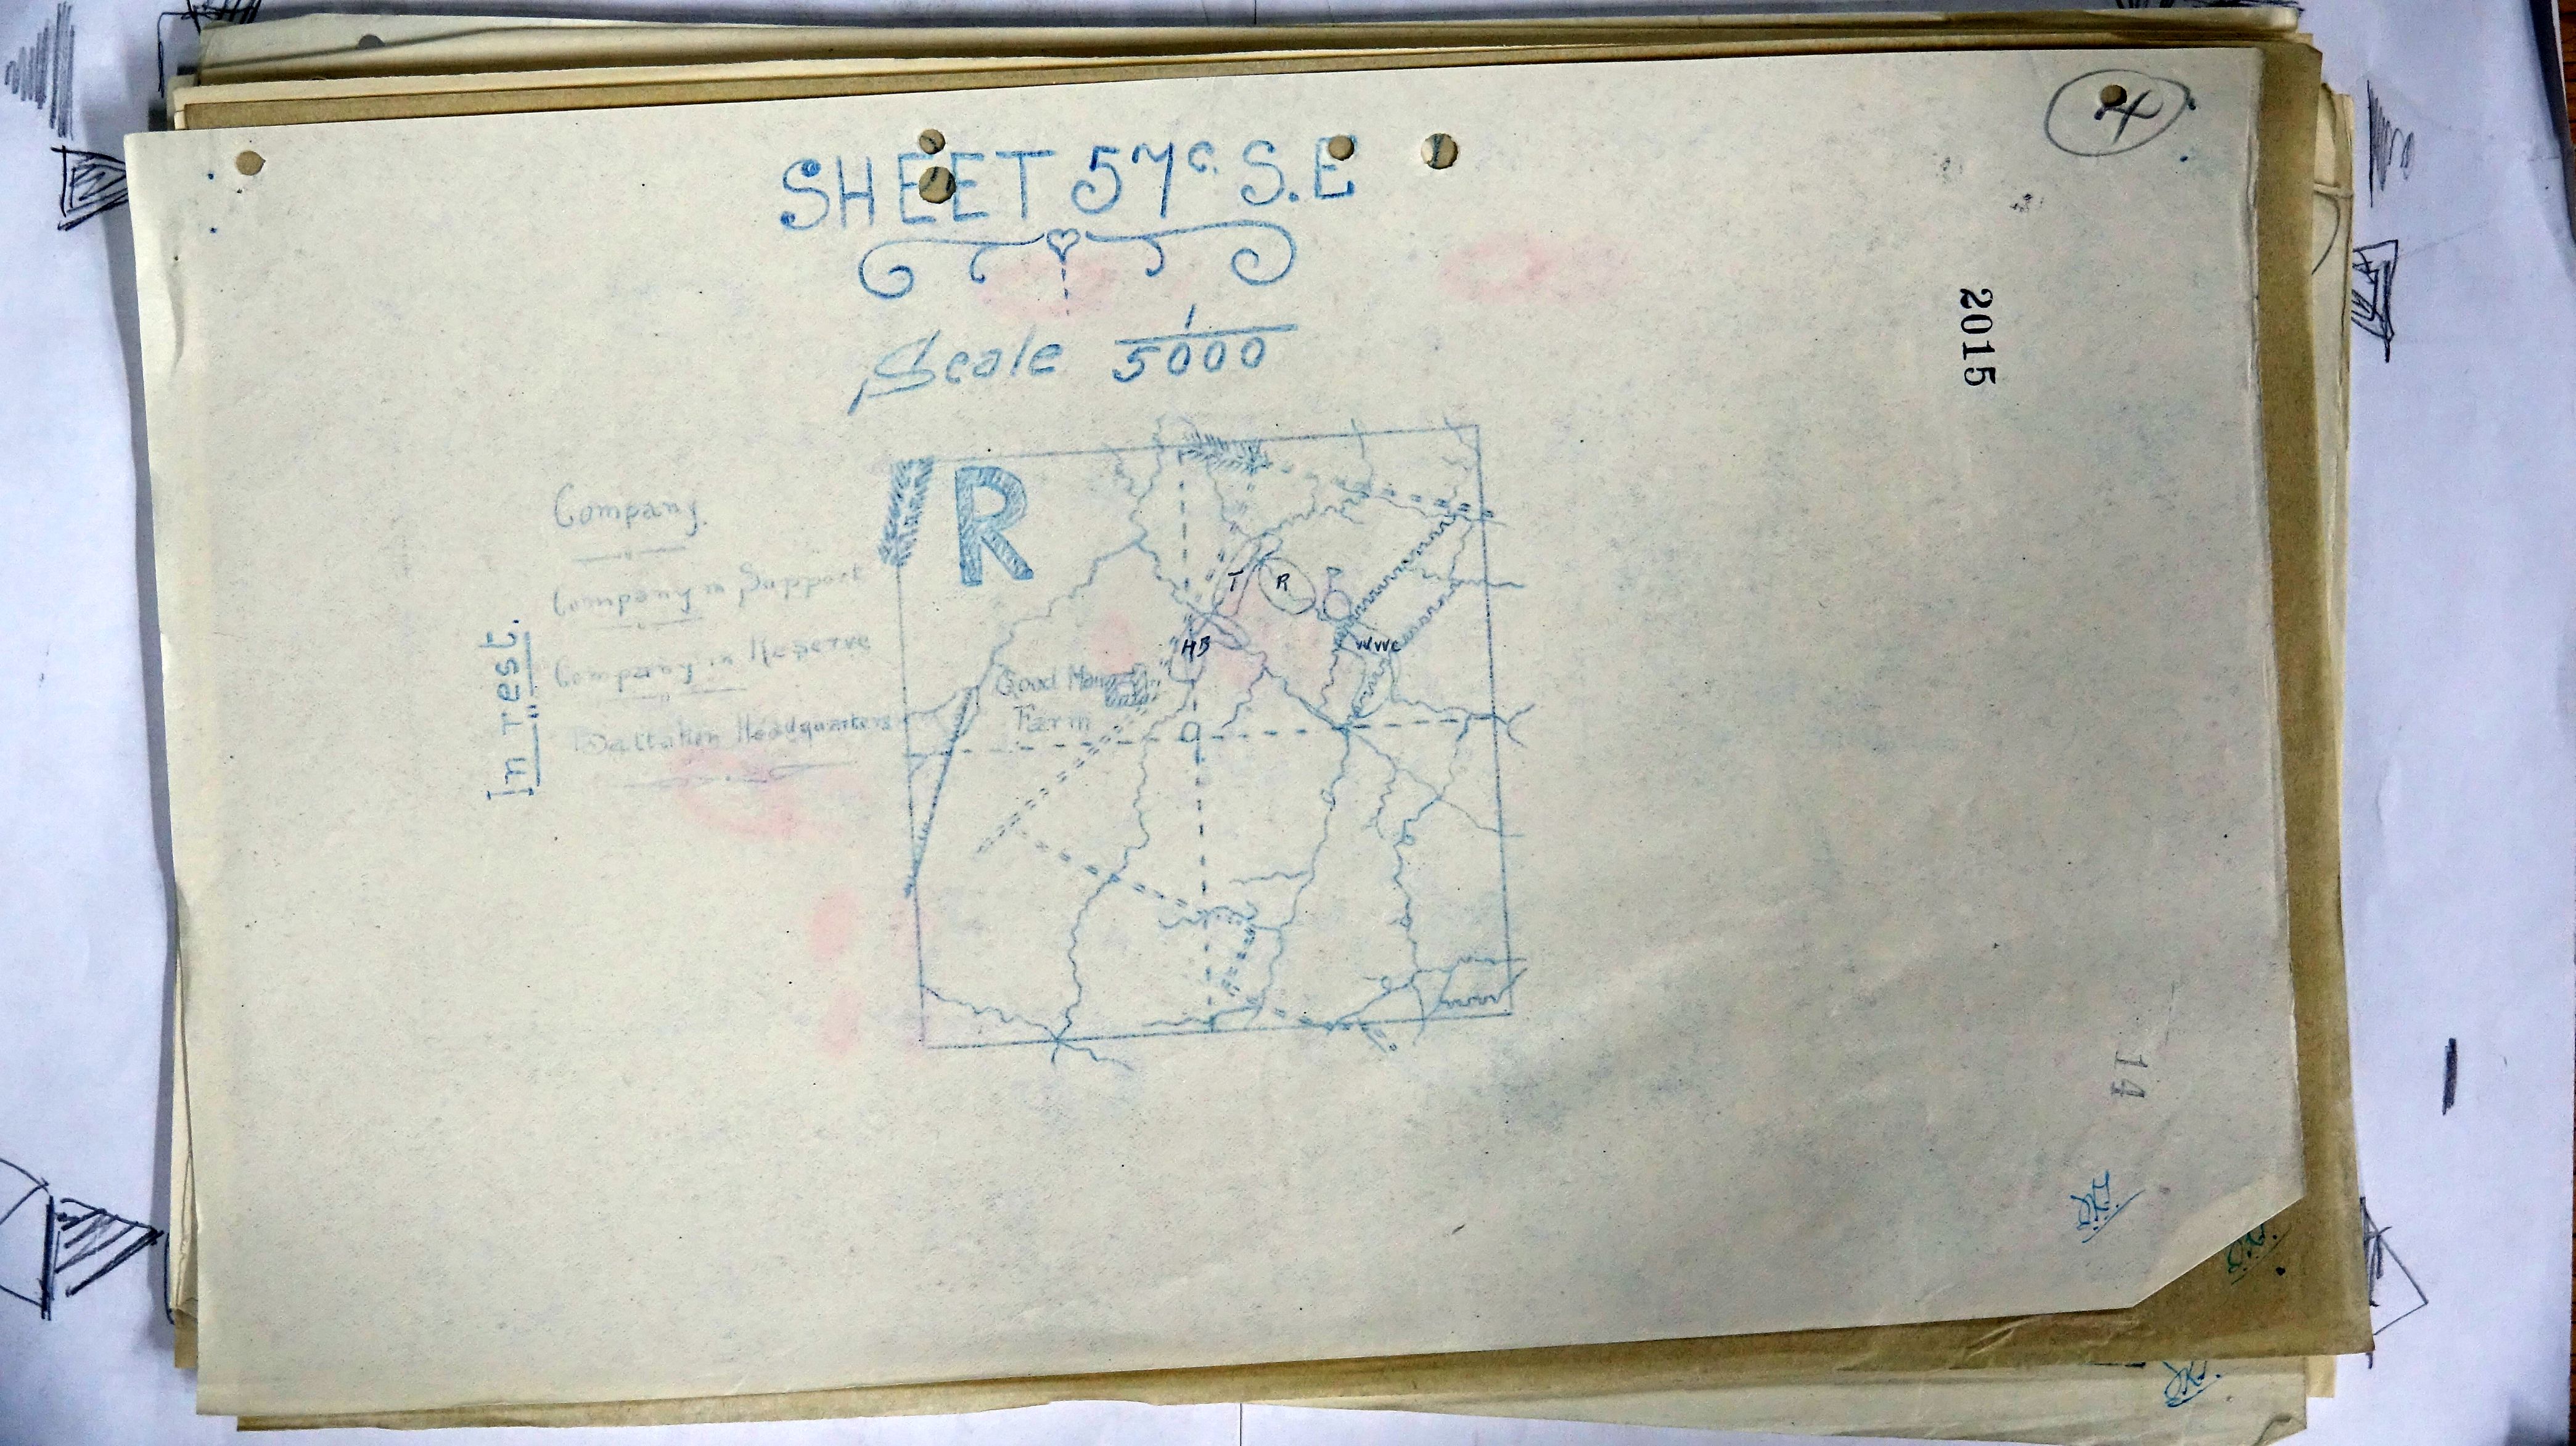 4
SHEET 57c. S.E
Scale 1/5000
2015
R
Company.
Company in Support
Company in Reserve
Battalion Headquarters
In rest.
T
R
P
HB
WWC
Good Man
Farm
14